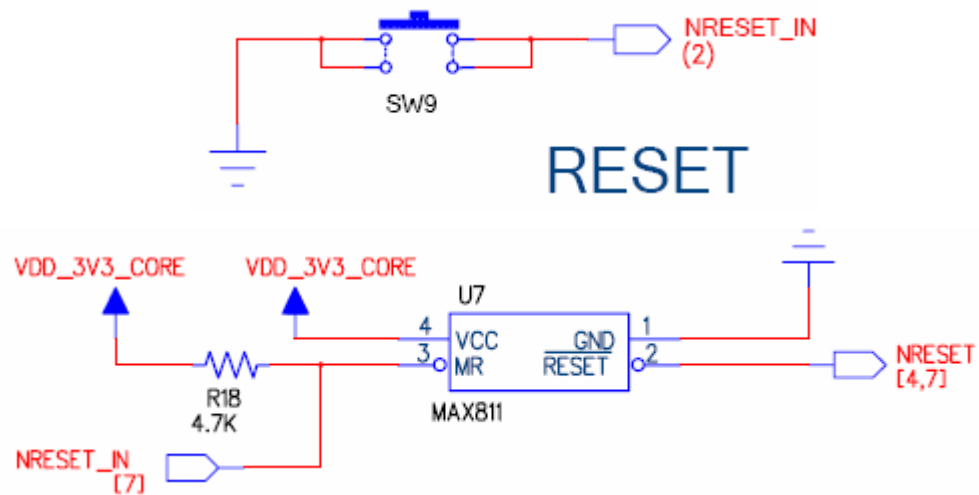 NRESET_IN
(2)
SW9
RESET
VDD_3V3_CORE
VDD_3V3_CORE
U7
4
VCC
GND
1
3
MR
RESET
2
NRESET
[4,7]
R18
4.7K
MAX811
NRESET_IN
[7]